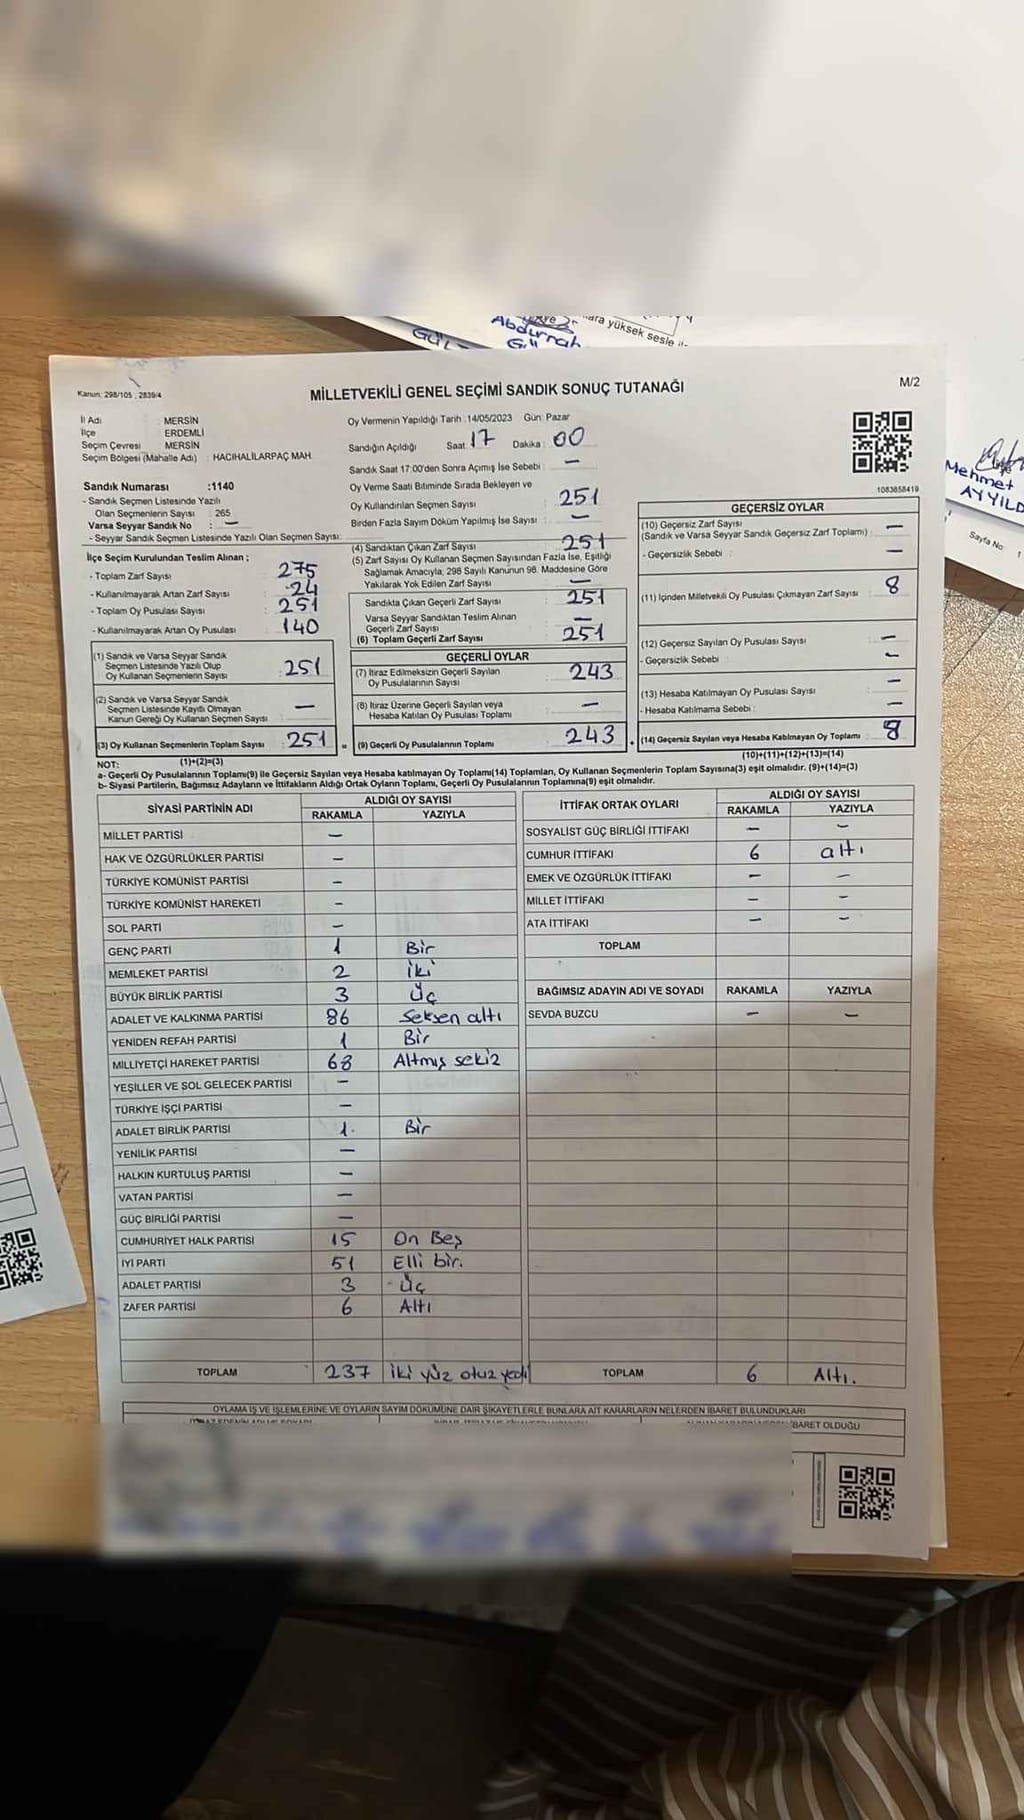 Abdurrah
yüksek sesle
Kanun; 298/105 ; 2839/4
MİLLETVEKİLİ GENEL SEÇİMİ SANDIK SONUÇ TUTANAĞI
M/2
İl Adı : MERSİN
İlçe ERDEMLİ
Seçim Çevresi : MERSİN
Seçim Bölgesi (Mahalle Adı) : HACIHALİLARPAÇ MAH.
Oy Vermenin Yapıldığı Tarih :14/05/2023 Gün: Pazar
Sandığın Açıldığı Saat 17 Dakika : 00
Sandık Saat 17:00'den Sonra Açımış İse Sebebi : —
Mehmet
AYYILD
Sayfa No 1
1083658419
Sandık Numarası :1140
- Sandık Seçmen Listesinde Yazılı
Olan Seçmenlerin Sayısı : 265
Varsa Seyyar Sandık No : —
- Seyyar Sandık Seçmen Listesinde Yazılı Olan Seçmen Sayısı:
Oy Verme Saati Bitiminde Sırada Bekleyen ve
Oy Kullandırılan Seçmen Sayısı : 251
Birden Fazla Sayım Döküm Yapılmış İse Sayısı : —
İlçe Seçim Kurulundan Teslim Alınan ;
- Toplam Zarf Sayısı : 275
- Kullanılmayarak Artan Zarf Sayısı : 24
- Toplam Oy Pusulası Sayısı : 251
- Kullanılmayarak Artan Oy Pusulası : 140
(1) Sandık ve Varsa Seyyar Sandık
Seçmen Listesinde Yazılı Olup
Oy Kullanan Seçmenlerin Sayısı : 251
(2) Sandık ve Varsa Seyyar Sandık
Seçmen Listesinde Kayıtlı Olmayan
Kanun Gereği Oy Kullanan Seçmen Sayısı : —
(3) Oy Kullanan Seçmenlerin Toplam Sayısı : 251
(4) Sandıktan Çıkan Zarf Sayısı : 251
(5) Zarf Sayısı Oy Kullanan Seçmen Sayısından Fazla İse, Eşitliği
Sağlamak Amacıyla, 298 Sayılı Kanunun 98. Maddesine Göre
Yakılarak Yok Edilen Zarf Sayısı : —
Sandıkta Çıkan Geçerli Zarf Sayısı : 251
Varsa Seyyar Sandıktan Teslim Alınan
Geçerli Zarf Sayısı : —
(6) Toplam Geçerli Zarf Sayısı : 251
GEÇERLİ OYLAR
(7) İtiraz Edilmeksizin Geçerli Sayılan
Oy Pusulalarının Sayısı : 243
(8) İtiraz Üzerine Geçerli Sayılan veya
Hesaba Katılan Oy Pusulası Toplamı : —
= (9) Geçerli Oy Pusulalarının Toplamı : 243
GEÇERSİZ OYLAR
(10) Geçersiz Zarf Sayısı
(Sandık ve Varsa Seyyar Sandık Geçersiz Zarf Toplamı) : —
- Geçersizlik Sebebi : —
(11) İçinden Milletvekili Oy Pusulası Çıkmayan Zarf Sayısı : 8
(12) Geçersiz Sayılan Oy Pusulası Sayısı : —
- Geçersizlik Sebebi : —
(13) Hesaba Katılmayan Oy Pusulası Sayısı : —
- Hesaba Katılmama Sebebi : —
+ (14) Geçersiz Sayılan veya Hesaba Katılmayan Oy Toplamı : 8
NOT: (1)+(2)=(3)
(10)+(11)+(12)+(13)=(14)
a- Geçerli Oy Pusulalarının Toplamı(9) ile Geçersiz Sayılan veya Hesaba katılmayan Oy Toplamı(14) Toplamları, Oy Kullanan Seçmenlerin Toplam Sayısına(3) eşit olmalıdır. (9)+(14)=(3)
b- Siyasi Partilerin, Bağımsız Adayların ve İttifakların Aldığı Ortak Oyların Toplamı, Geçerli Oy Pusulalarının Toplamına(9) eşit olmalıdır.
SİYASİ PARTİNİN ADI ALDIĞI OY SAYISI
RAKAMLA YAZIYLA
MİLLET PARTİSİ —
HAK VE ÖZGÜRLÜKLER PARTİSİ —
TÜRKİYE KOMÜNİST PARTİSİ —
TÜRKİYE KOMÜNİST HAREKETİ —
SOL PARTİ —
GENÇ PARTİ 1 Bir
MEMLEKET PARTİSİ 2 İki
BÜYÜK BİRLİK PARTİSİ 3 Üç
ADALET VE KALKINMA PARTİSİ 86 Seksen altı
YENİDEN REFAH PARTİSİ 1 Bir
MİLLİYETÇİ HAREKET PARTİSİ 68 Altmış sekiz
YEŞİLLER VE SOL GELECEK PARTİSİ —
TÜRKİYE İŞÇİ PARTİSİ —
ADALET BİRLİK PARTİSİ 1. Bir
YENİLİK PARTİSİ —
HALKIN KURTULUŞ PARTİSİ —
VATAN PARTİSİ —
GÜÇ BİRLİĞİ PARTİSİ —
CUMHURİYET HALK PARTİSİ 15 On Beş
İYİ PARTİ 51 Elli bir.
ADALET PARTİSİ 3 Üç
ZAFER PARTİSİ 6 Altı
TOPLAM 237 iki yüz otuz yedi
İTTİFAK ORTAK OYLARI ALDIĞI OY SAYISI
RAKAMLA YAZIYLA
SOSYALİST GÜÇ BİRLİĞİ İTTİFAKI — —
CUMHUR İTTİFAKI 6 altı
EMEK VE ÖZGÜRLÜK İTTİFAKI — —
MİLLET İTTİFAKI — —
ATA İTTİFAKI — —
TOPLAM
BAĞIMSIZ ADAYIN ADI VE SOYADI RAKAMLA YAZIYLA
SEVDA BUZCU — —
TOPLAM 6 Altı.
OYLAMA İŞ VE İŞLEMLERİNE VE OYLARIN SAYIM DÖKÜMÜNE DAİR ŞİKAYETLERLE BUNLARA AİT KARARLARIN NELERDEN İBARET BULUNDUKLARI
İBARET OLDUĞU